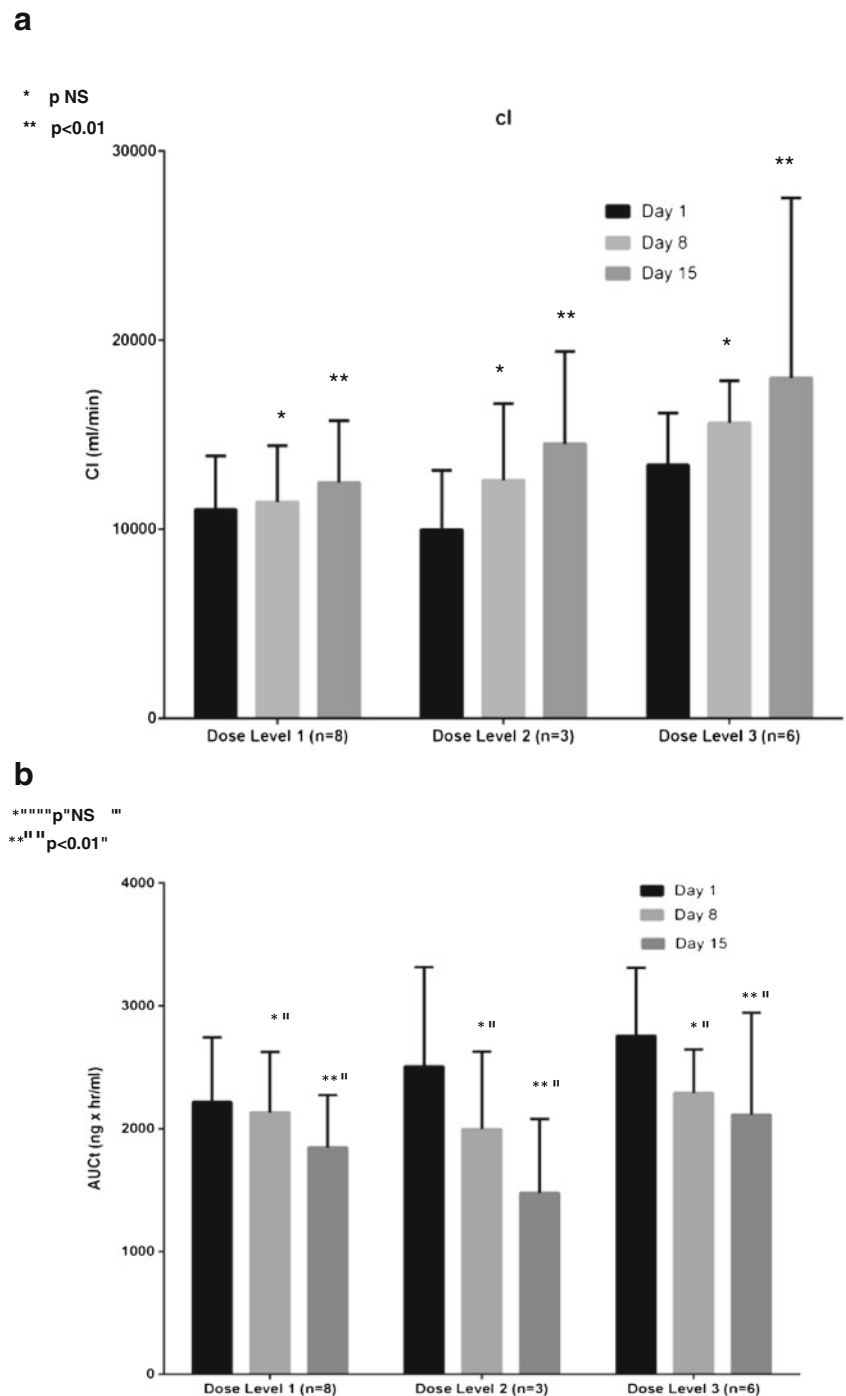 a
* p NS
** p<0.01
cl
30000
**
Day 1
Day 8
Day 15
20000
**
*
*
**
*
Cl (ml/min)
10000
0
Dose Level 1 (n=8)
Dose Level 2 (n=3)
Dose Level 3 (n=6)
b
*""""p"NS "'
**"" "p<0.01"
4000
Day 1
Day 8
Day 15
3000
**"
*"
*"
*"
**"
**"
2000
AUCt (ng x hr/ml)
1000
0
Dose Level 1 (n=8)
Dose Level 2 (n=3)
Dose Level 3 (n=6)